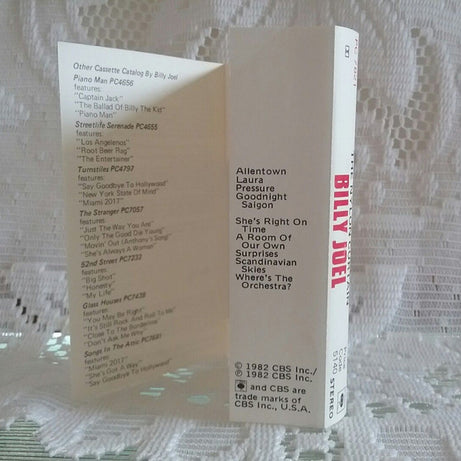 Other Cassette Catalog By Billy Joel
Piano Man PC4656
features:
"Captain Jack"
"The Ballad Of Billy The Kid"
"Piano Man"
Streetlife Serenade PC4655
features:
"Los Angelenos"
"Root Beer Rag"
"The Entertainer"
Turnstiles PC4797
features:
"Say Goodbye To Hollywood"
"New York State Of Mind"
"Miami 2017"
The Stranger PC7057
features:
"Just The Way You Are"
"Only The Good Die Young"
"Movin' Out (Anthony's Song)"
"She's Always A Woman"
52nd Street PC7233
features:
"Big Shot"
"Honesty"
"My Life"
Glass Houses PC7438
features:
"You May Be Right"
"It's Still Rock And Roll To Me"
"Close To The Borderline"
"Don't Ask Me Why"
Songs In The Attic PC7681
features:
"Miami 2017"
"She's Got A Way"
"Say Goodbye To Hollywood"
Allentown
Laura
Pressure
Goodnight
Saigon
She's Right On
Time
A Room Of
Our Own
Surprises
Scandinavian
Skies
Where's The
Orchestra?
© 1982 CBS Inc./
℗ 1982 CBS Inc.
and CBS are
trade marks of
CBS Inc., U.S.A.
BILLY JOEL
STEREO